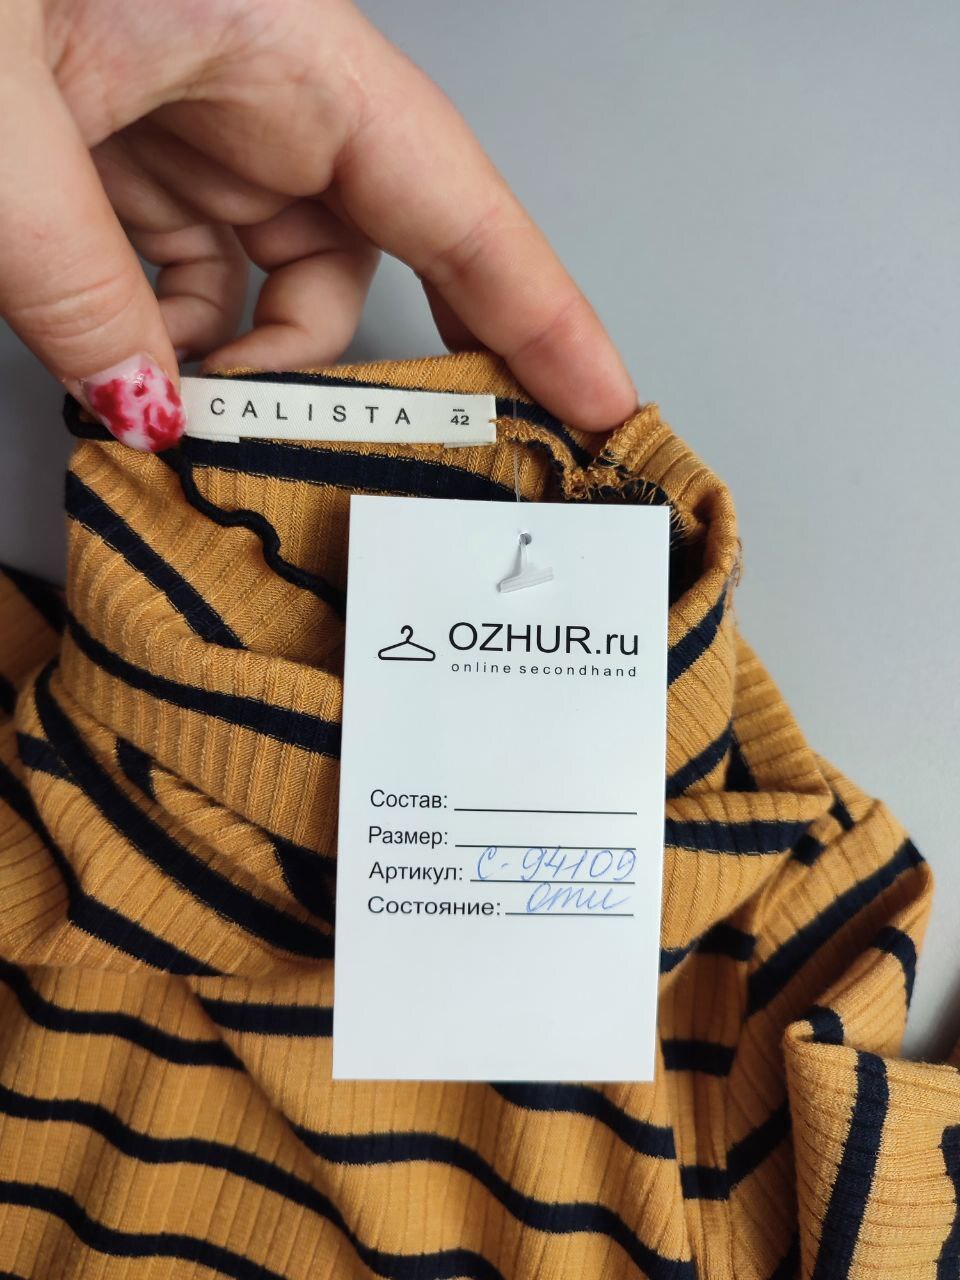 CALISTA
42
OZHUR.ru
online secondhand
Состав:
Размер:
Артикул: С-94109
Состояние: отл